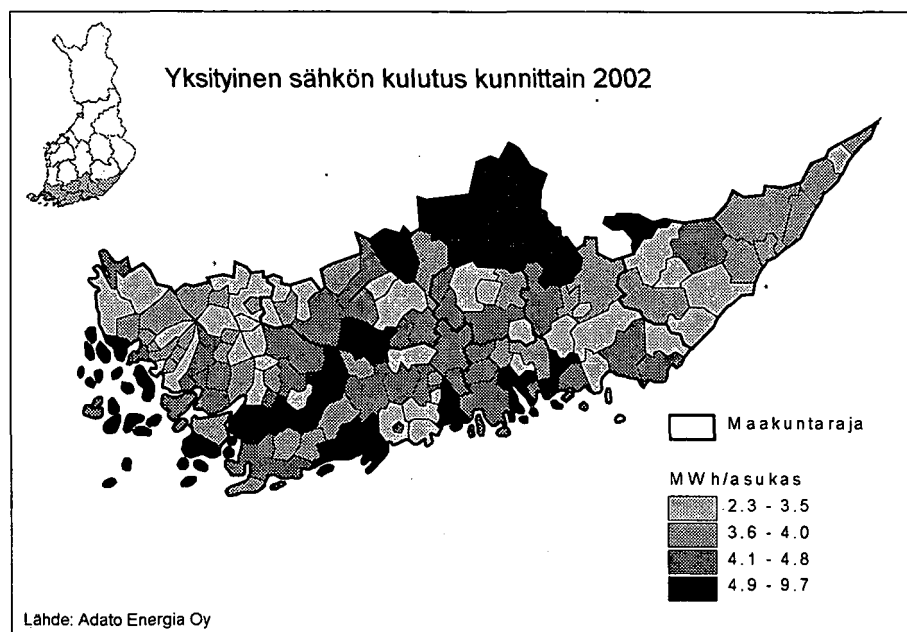 Yksityinen sähkön kulutus kunnittain 2002
Maakuntaraja
MWh/asukas
2.3 - 3.5
3.6 - 4.0
4.1 - 4.8
4.9 - 9.7
Lähde: Adato Energia Oy